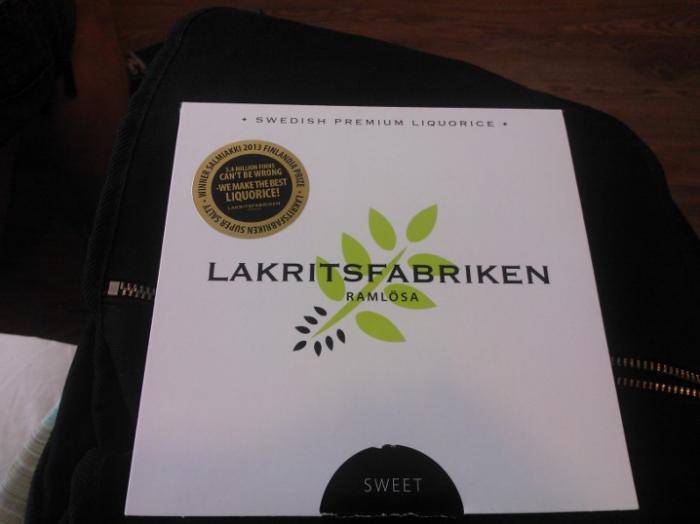 ✦ SWEDISH PREMIUM LIQUORICE ✦
• WINNER SALMIAKKI 2013 FINLANDIA PRIZE •
LAKRITSFABRIKEN SUPER SALTY
5,4 MILLION FINNS
CAN'T BE WRONG
-WE MAKE THE BEST
LIQUORICE!
LAKRITSFABRIKEN
LAKRITSFABRIKEN
RAMLÖSA
SWEET